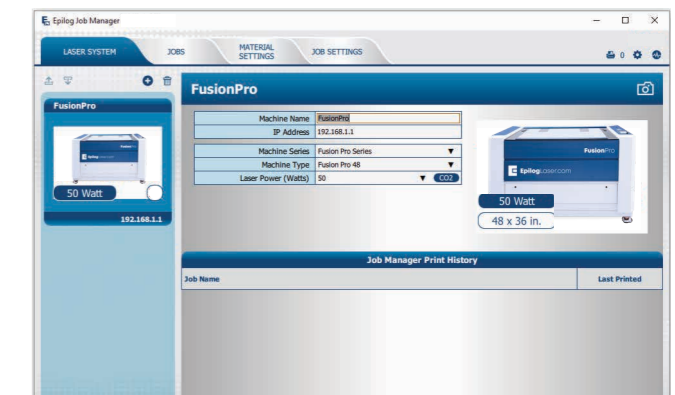 Epilog Job Manager
LASER SYSTEM
JOBS
MATERIAL
SETTINGS
JOB SETTINGS
0
FusionPro
50 Watt
192.168.1.1
FusionPro
Machine Name FusionPro
IP Address 192.168.1.1
Machine Series Fusion Pro Series
Machine Type Fusion Pro 48
Laser Power (Watts) 50 CO2
FusionPro
Epiloglaser.com
50 Watt
48 x 36 in.
Job Manager Print History
Job Name Last Printed